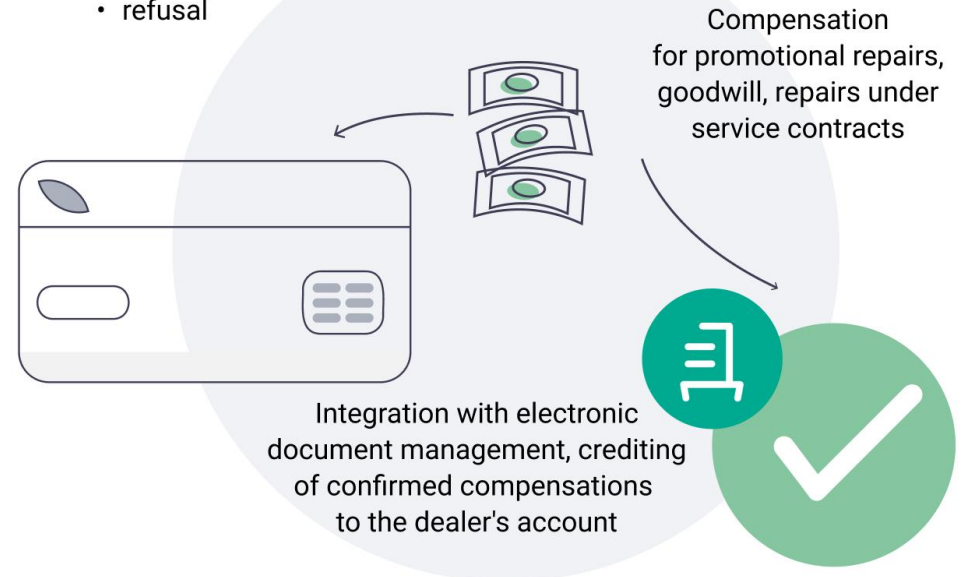 • refusal
Compensation
for promotional repairs,
goodwill, repairs under
service contracts
Integration with electronic
document management, crediting
of confirmed compensations
to the dealer's account